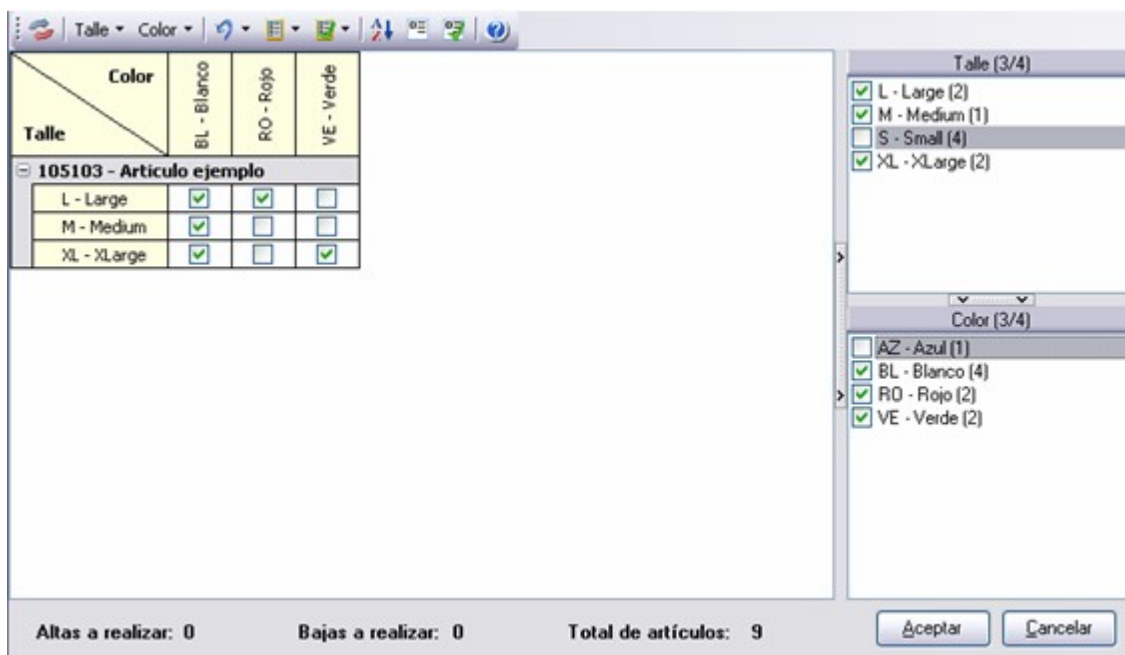 Talle Color
Color
Talle
BL - Blanco
RO - Rojo
VE - Verde
105103 - Articulo ejemplo
L - Large
M - Medium
XL - XLarge
Talle (3/4)
L - Large (2)
M - Medium (1)
S - Small (4)
XL - XLarge (2)
Color (3/4)
AZ - Azul (1)
BL - Blanco (4)
RO - Rojo (2)
VE - Verde (2)
Altas a realizar: 0 Bajas a realizar: 0 Total de artículos: 9 Aceptar Cancelar